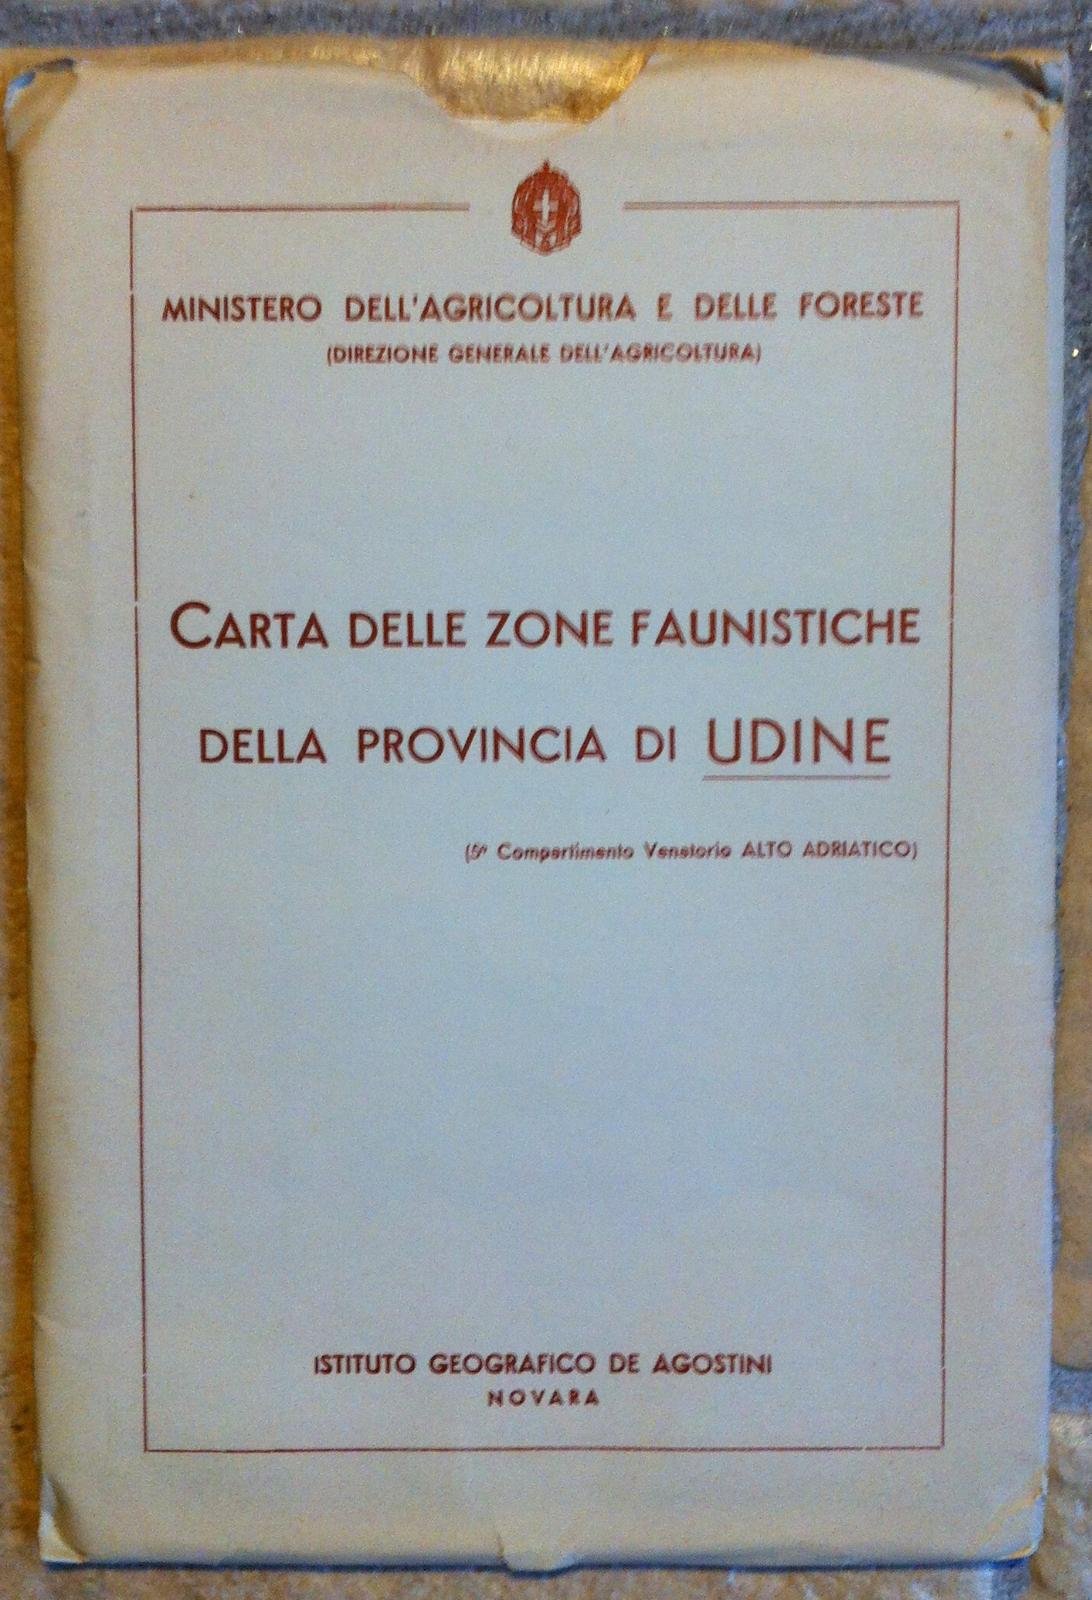 MINISTERO DELL'AGRICOLTURA E DELLE FORESTE
(DIREZIONE GENERALE DELL'AGRICOLTURA)
CARTA DELLE ZONE FAUNISTICHE
DELLA PROVINCIA DI UDINE
(5° Compartimento Venatorio ALTO ADRIATICO)
ISTITUTO GEOGRAFICO DE AGOSTINI
NOVARA